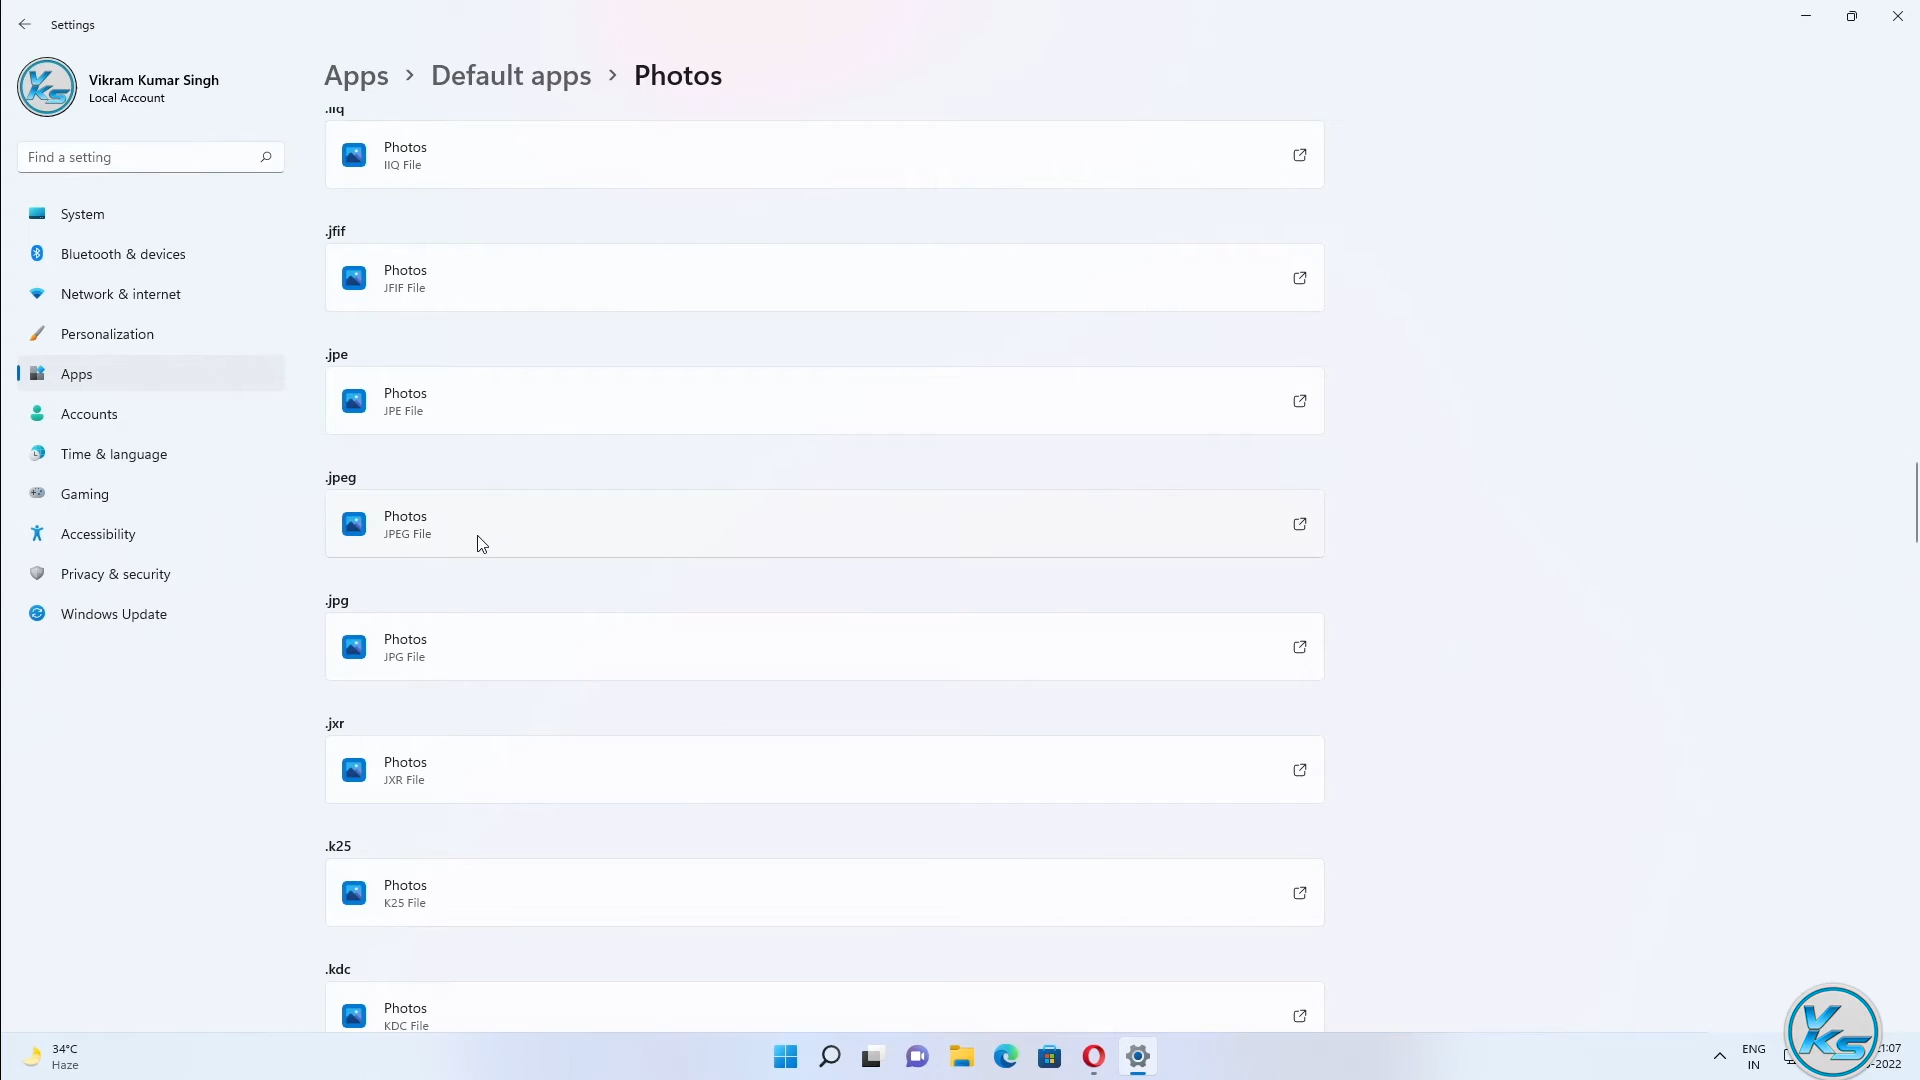 Settings
Vikram Kumar Singh
Local Account
Find a setting
System
Bluetooth & devices
Network & internet
Personalization
Apps
Accounts
Time & language
Gaming
Accessibility
Privacy & security
Windows Update
Apps > Default apps > Photos
.iiq
Photos
IIQ File
.jfif
Photos
JFIF File
.jpe
Photos
JPE File
.jpeg
Photos
JPEG File
.jpg
Photos
JPG File
.jxr
Photos
JXR File
.k25
Photos
K25 File
.kdc
Photos
KDC File
34°C
Haze
ENG
IN
YKS